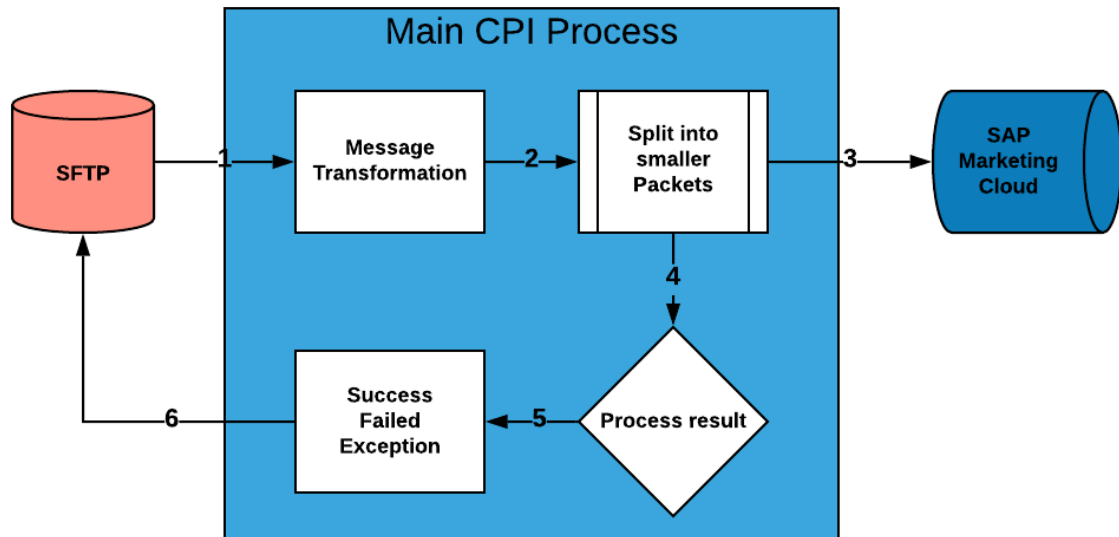 Main CPI Process
SFTP
1
Message
Transformation
2
Split into
smaller
Packets
3
SAP
Marketing
Cloud
4
Process result
5
Success
Failed
Exception
6